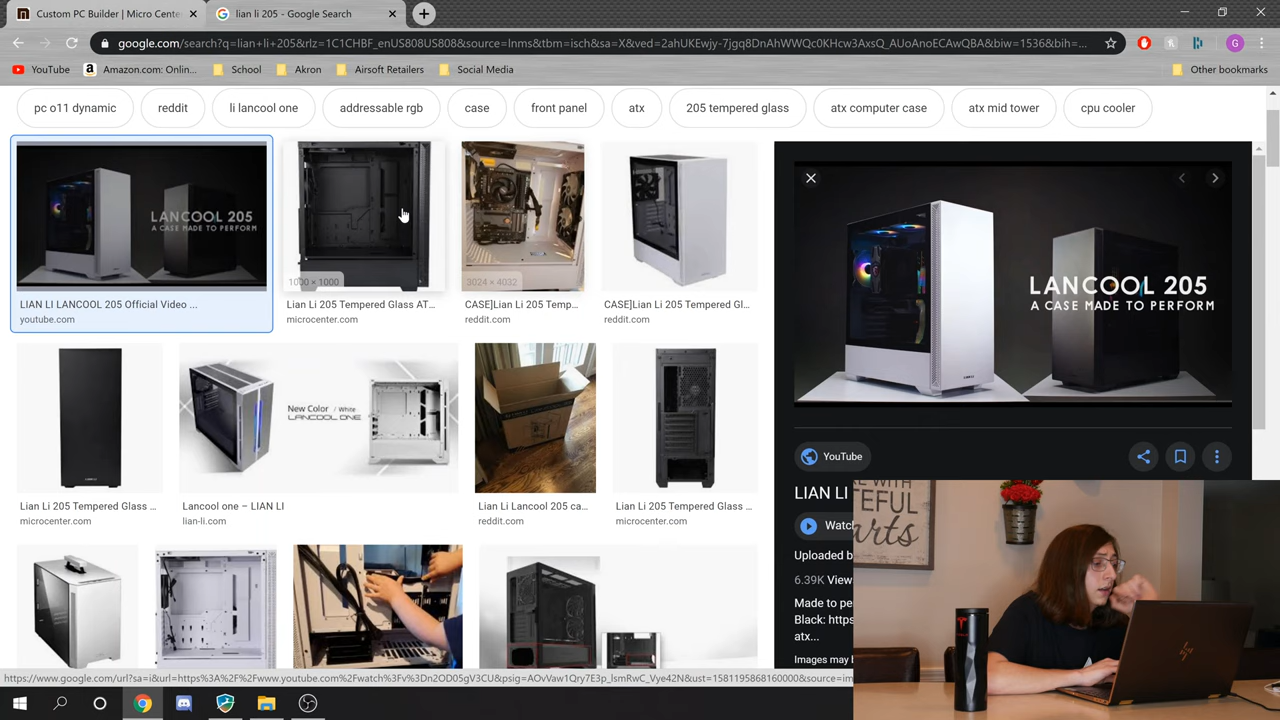 Custom PC Builder | Micro Cente
lian li 205 - Google Search
google.com/search?q=lian+li+205&rlz=1C1CHBF_enUS808US808&source=lnms&tbm=isch&sa=X&ved=2ahUKEwjy-7jgq8DnAhWWQc0KHcw3AxsQ_AUoAnoECAwQBA&biw=1536&bih=...
YouTube
Amazon.com: Onlin...
School
Akron
Airsoft Retailers
Social Media
Other bookmarks
pc o11 dynamic
reddit
li lancool one
addressable rgb
case
front panel
atx
205 tempered glass
atx computer case
atx mid tower
cpu cooler
LANCOOL 205
A CASE MADE TO PERFORM
1000 × 1000
3024 × 4032
LIAN LI LANCOOL 205 Official Video ...
youtube.com
Lian Li 205 Tempered Glass AT...
microcenter.com
CASE]Lian Li 205 Temp...
reddit.com
CASE]Lian Li 205 Tempered Gl...
reddit.com
LANCOOL 205
A CASE MADE TO PERFORM
New Color / White
LANCOOL ONE
Lian Li 205 Tempered Glass ...
microcenter.com
Lancool one – LIAN LI
lian-li.com
Lian Li Lancool 205 ca...
reddit.com
Lian Li 205 Tempered Glass ...
microcenter.com
YouTube
LIAN LI
Watch
Uploaded b
6.39K View
Made to pe
Black: https
atx...
Images may b
TEFUL
arts
hp
G
https://www.google.com/url?sa=i&url=https%3A%2F%2Fwww.youtube.com%2Fwatch%3Fv%3Dn2OD05gV3CU&psig=AOvVaw1Qry7E3p_lsmRwC_Vye42N&ust=1581195868160000&source=im